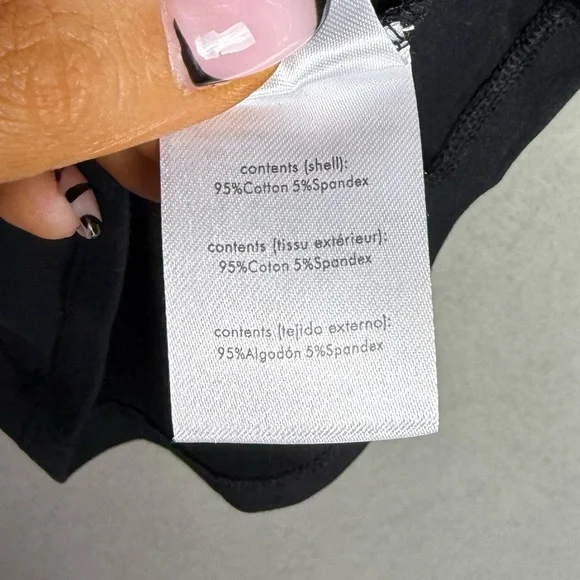 contents (shell):
95%Cotton 5%Spandex
contents (tissu extérieur):
95%Coton 5%Spandex
contents (tejido externo):
95%Algodón 5%Spandex